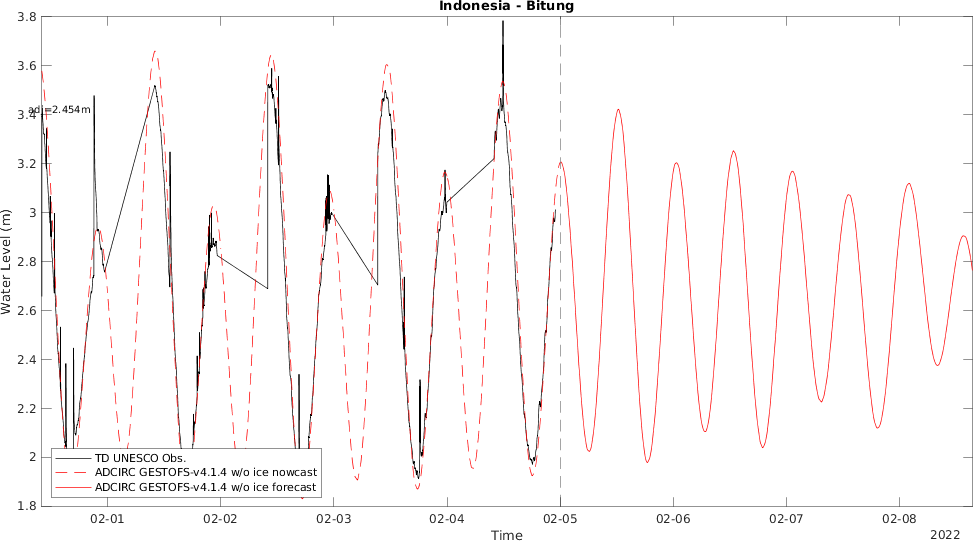 Indonesia - Bitung
3.8
3.6
3.4
3.2
3
2.8
2.6
2.4
2.2
2
1.8
Water Level (m)
=2.454m
TD UNESCO Obs.
ADCIRC GESTOFS-v4.1.4 w/o ice nowcast
ADCIRC GESTOFS-v4.1.4 w/o ice forecast
02-01
02-02
02-03
02-04
02-05
02-06
02-07
02-08
Time
2022